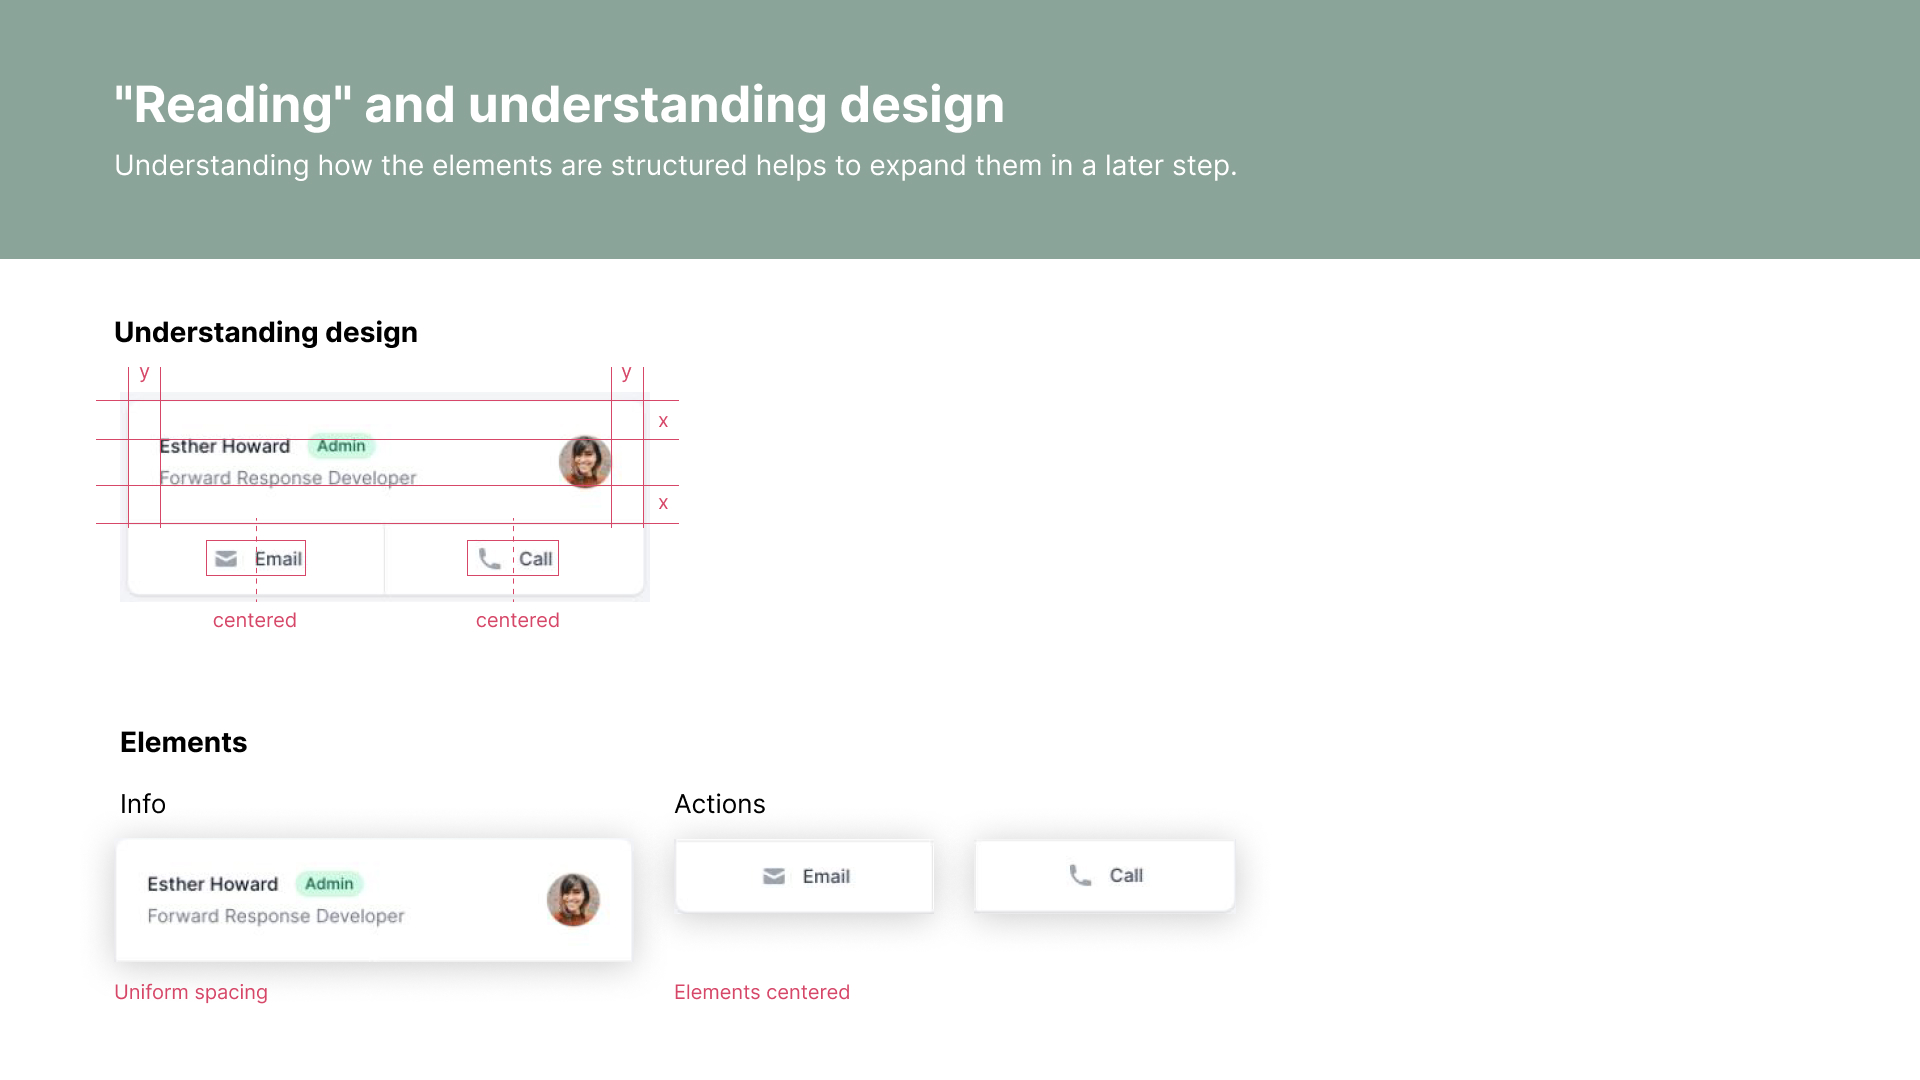 "Reading" and understanding design
Understanding how the elements are structured helps to expand them in a later step.
Understanding design
y y
x
Esther Howard Admin
Forward Response Developer
x
Email Call
centered centered
Elements
Info Actions
Esther Howard Admin
Forward Response Developer
Email Call
Uniform spacing Elements centered